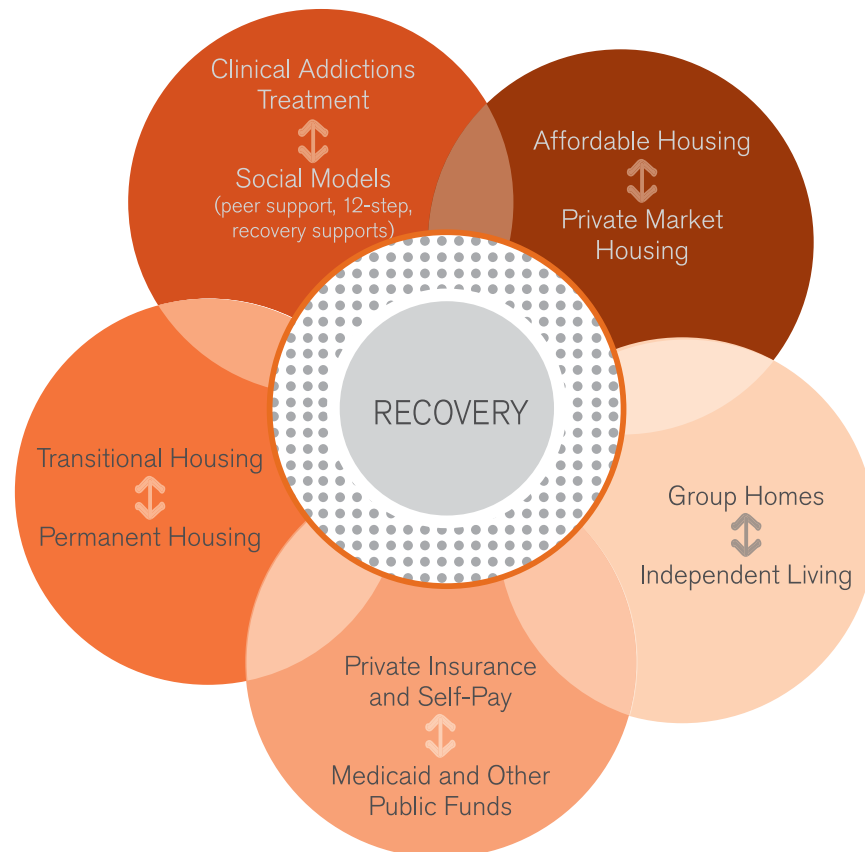 Clinical Addictions
Treatment
Social Models
(peer support, 12-step,
recovery supports)
Affordable Housing
Private Market
Housing
RECOVERY
Transitional Housing
Permanent Housing
Group Homes
Independent Living
Private Insurance
and Self-Pay
Medicaid and Other
Public Funds